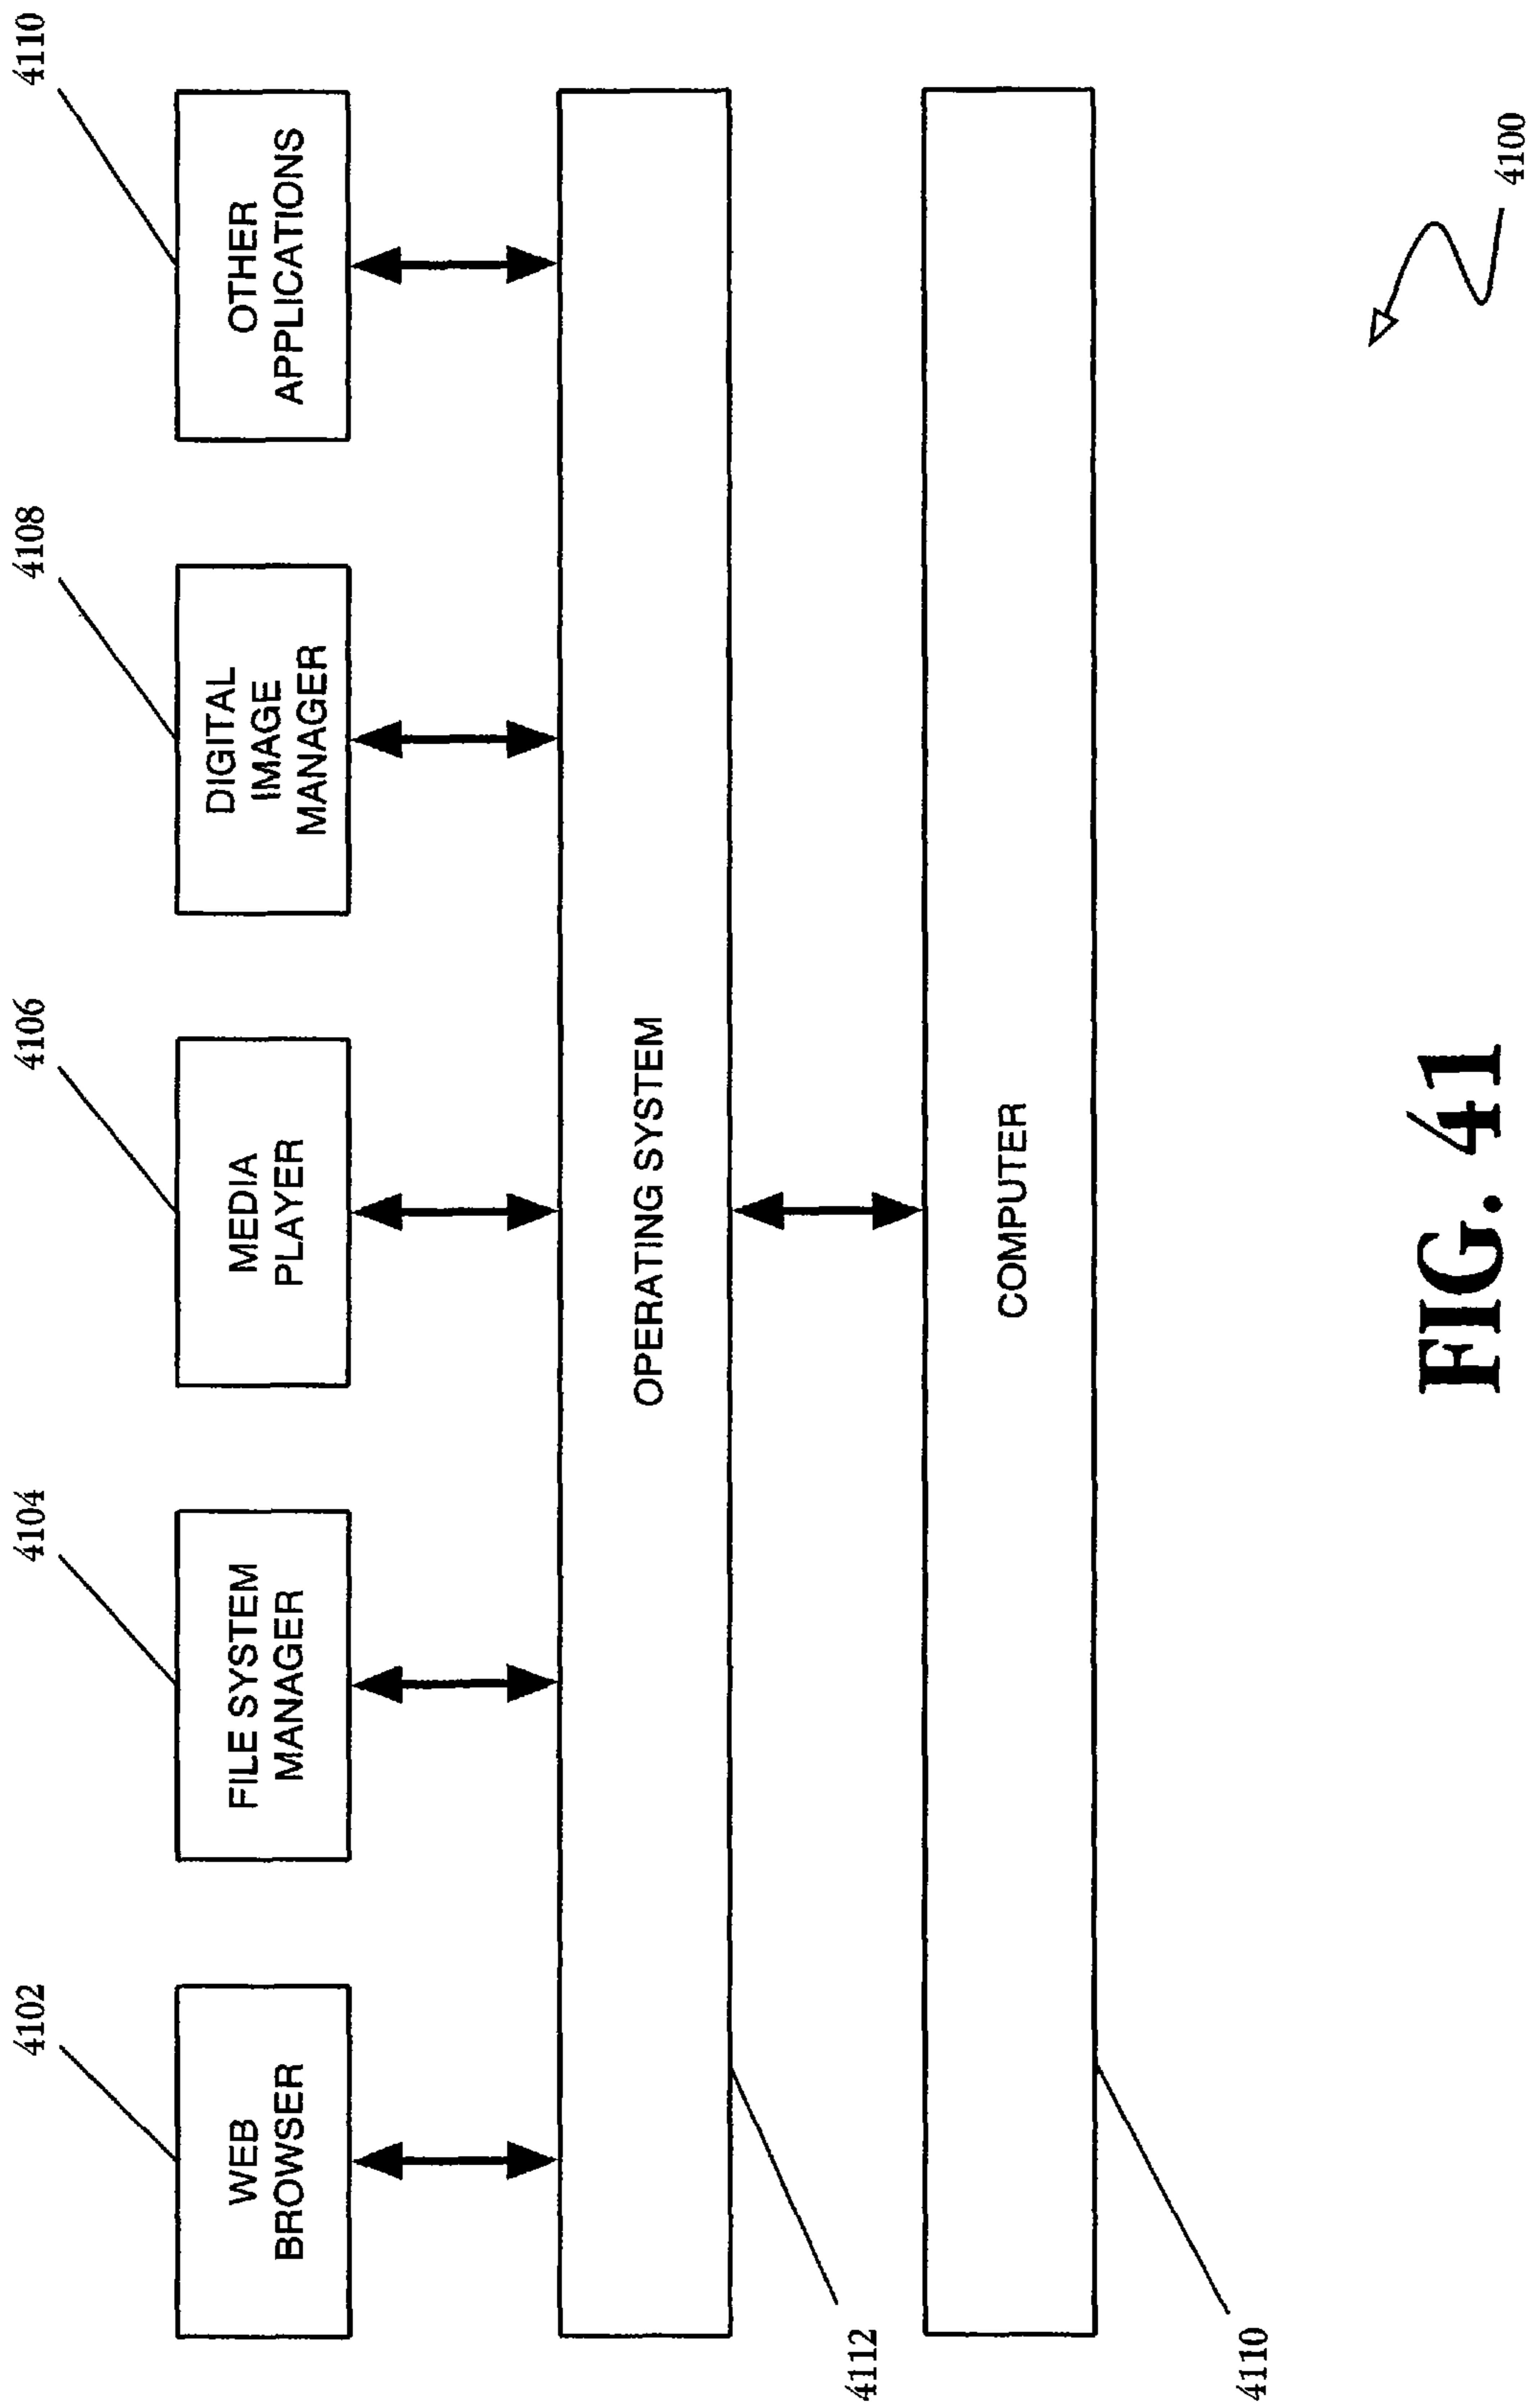 4102
4104
4106
4108
4110
WEB
BROWSER
FILE SYSTEM
MANAGER
MEDIA
PLAYER
DIGITAL
IMAGE
MANAGER
OTHER
APPLICATIONS
OPERATING SYSTEM
4112
COMPUTER
4110
4100
FIG. 41